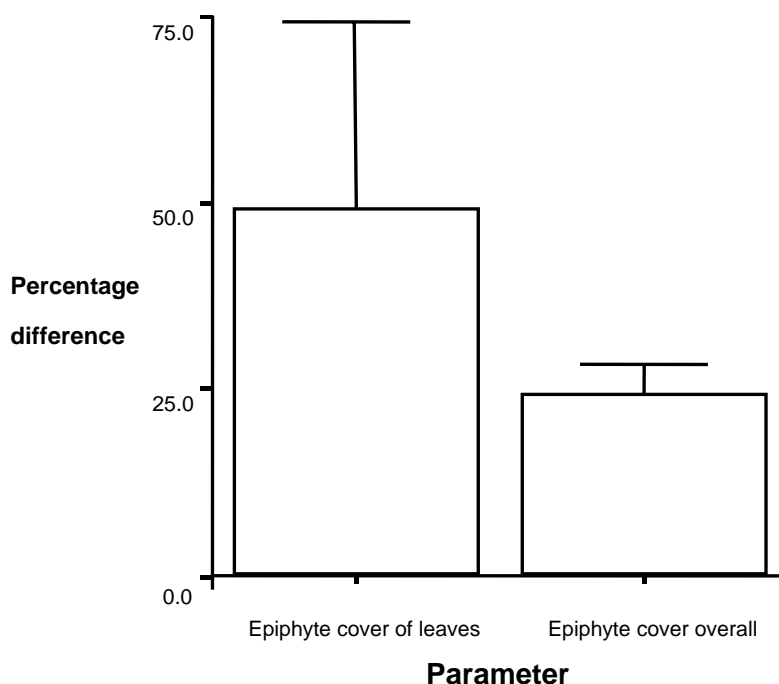 75.0
50.0
Percentage
difference
25.0
0.0
Epiphyte cover of leaves Epiphyte cover overall
Parameter